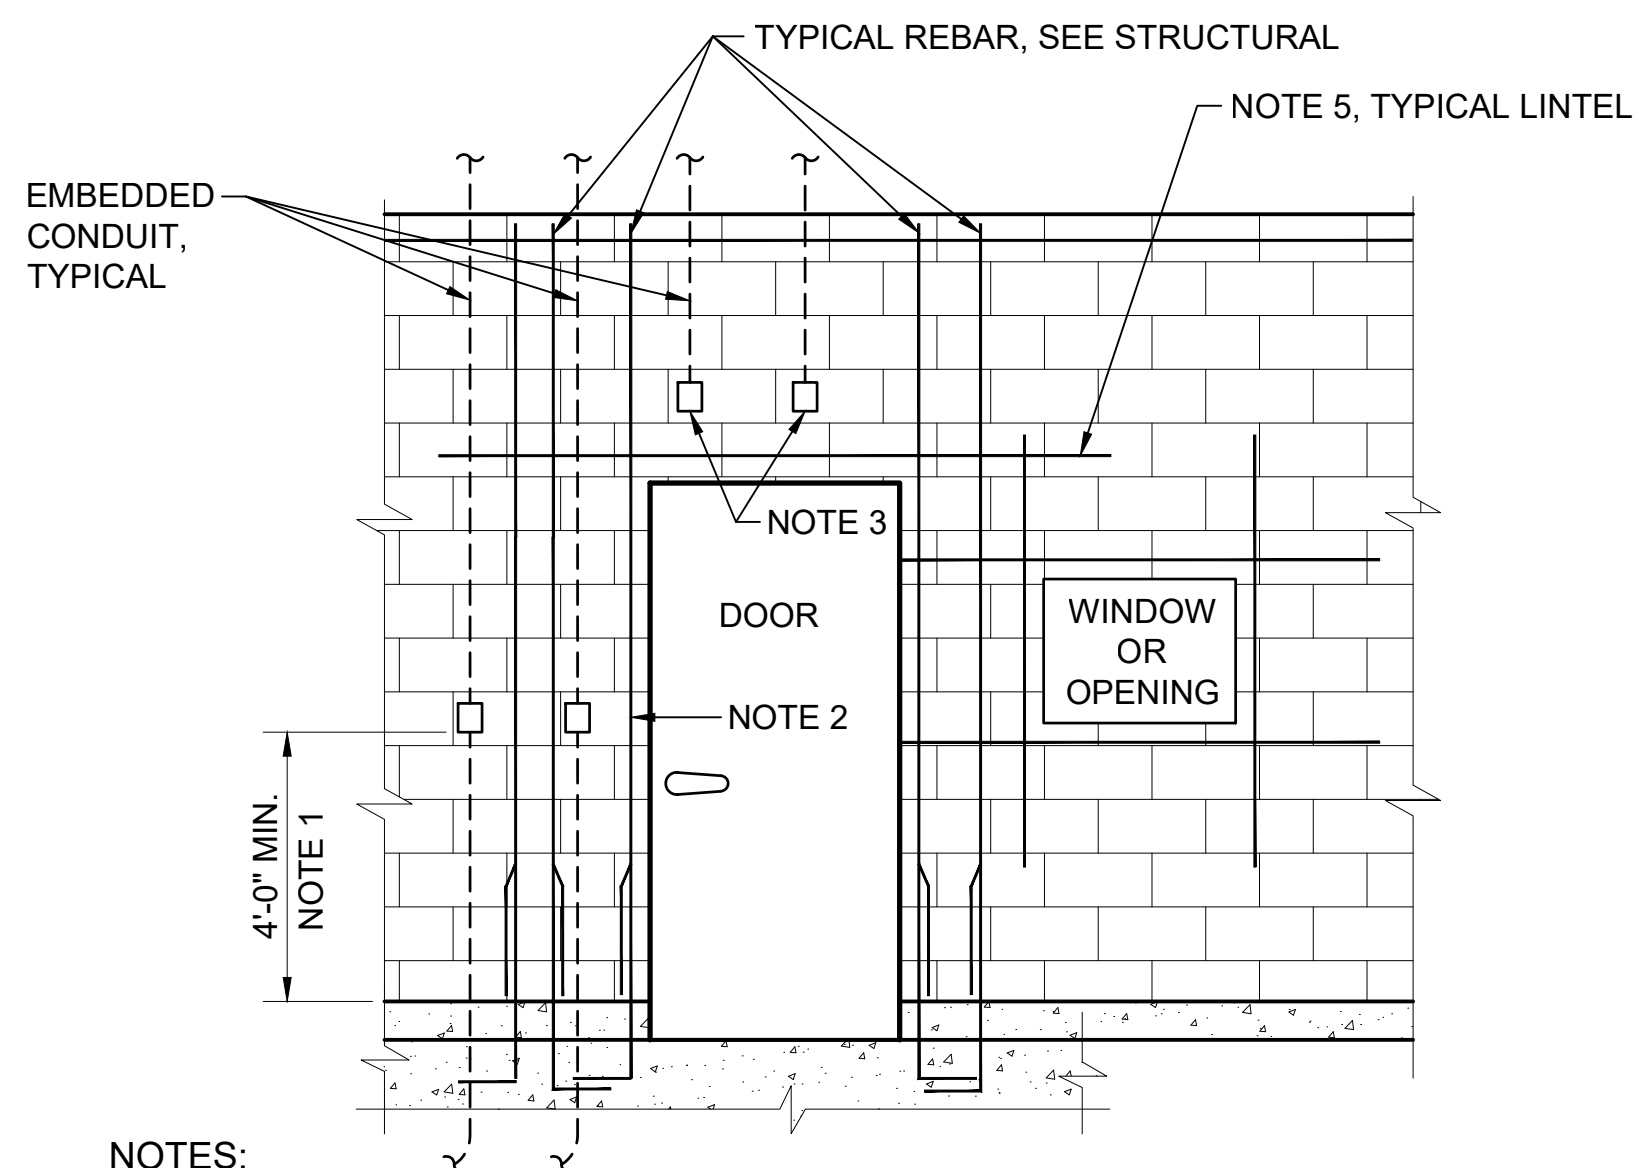 TYPICAL REBAR, SEE STRUCTURAL
NOTE 5, TYPICAL LINTEL
EMBEDDED
CONDUIT,
TYPICAL
NOTE 3
DOOR
WINDOW
OR
OPENING
NOTE 2
4'-0" MIN.
NOTE 1
NOTES: